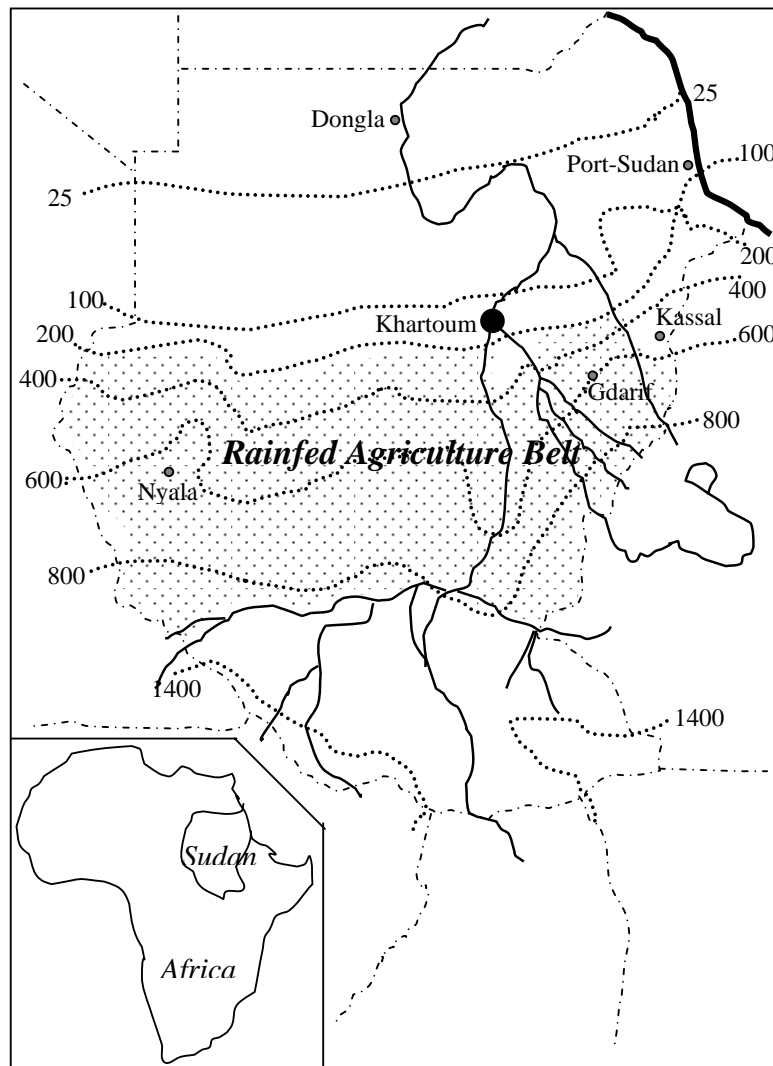 25
Dongla
Port-Sudan
100
25
200
100
400
Khartoum
Kassal
200
600
400
Gdarif
800
Rainfed Agriculture Belt
600
Nyala
800
1400
1400
Sudan
Africa